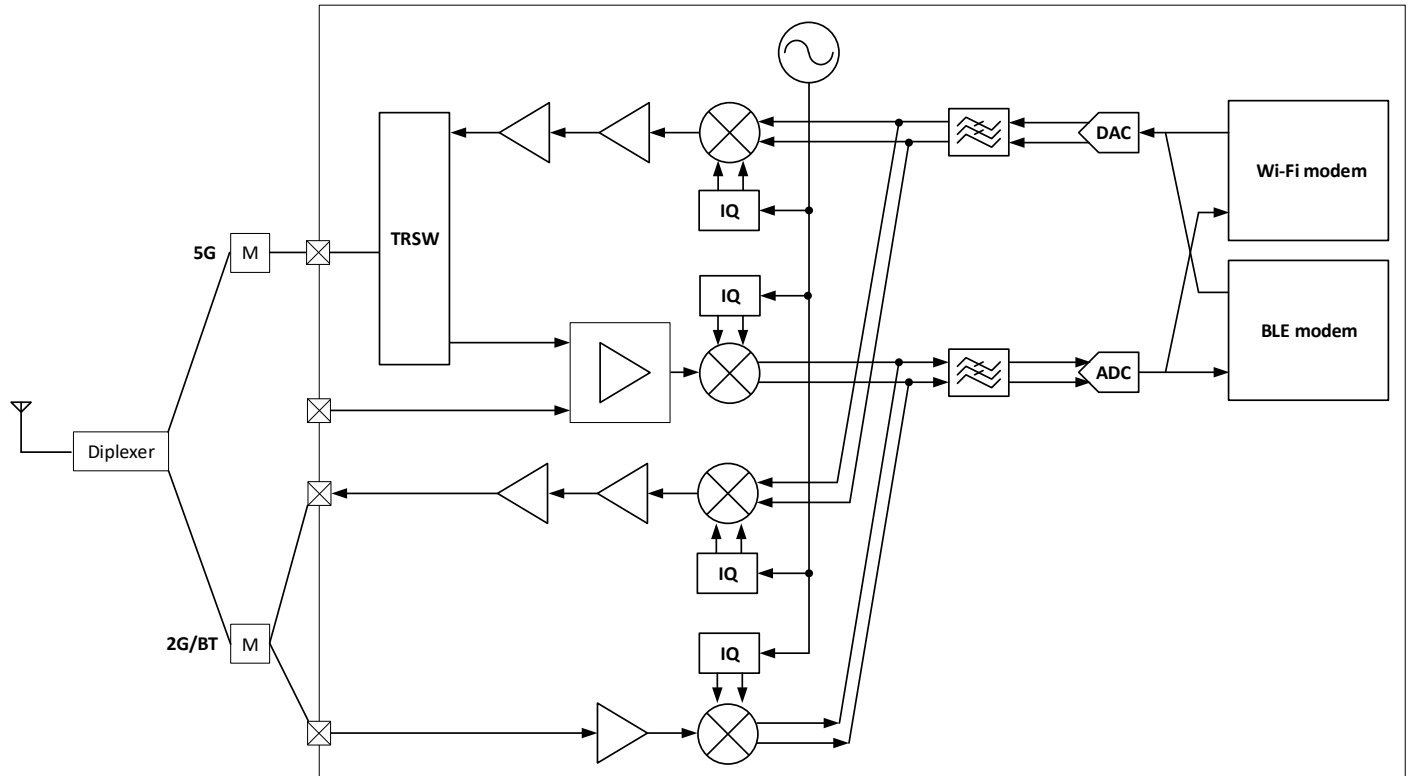 DAC
Wi-Fi modem
IQ
TRSW
5G
M
IQ
BLE modem
ADC
Diplexer
IQ
2G/BT
M
IQ